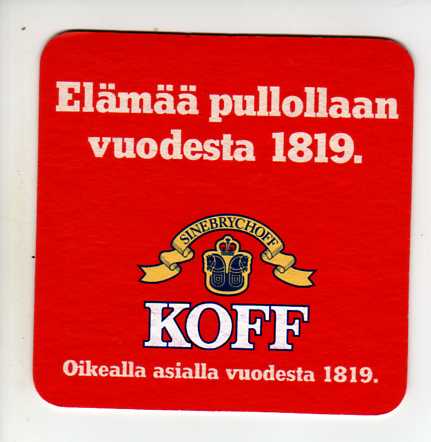 Elämää pullollaan
vuodesta 1819.
SINEBRYCHOFF
KOFF
Oikealla asialla vuodesta 1819.